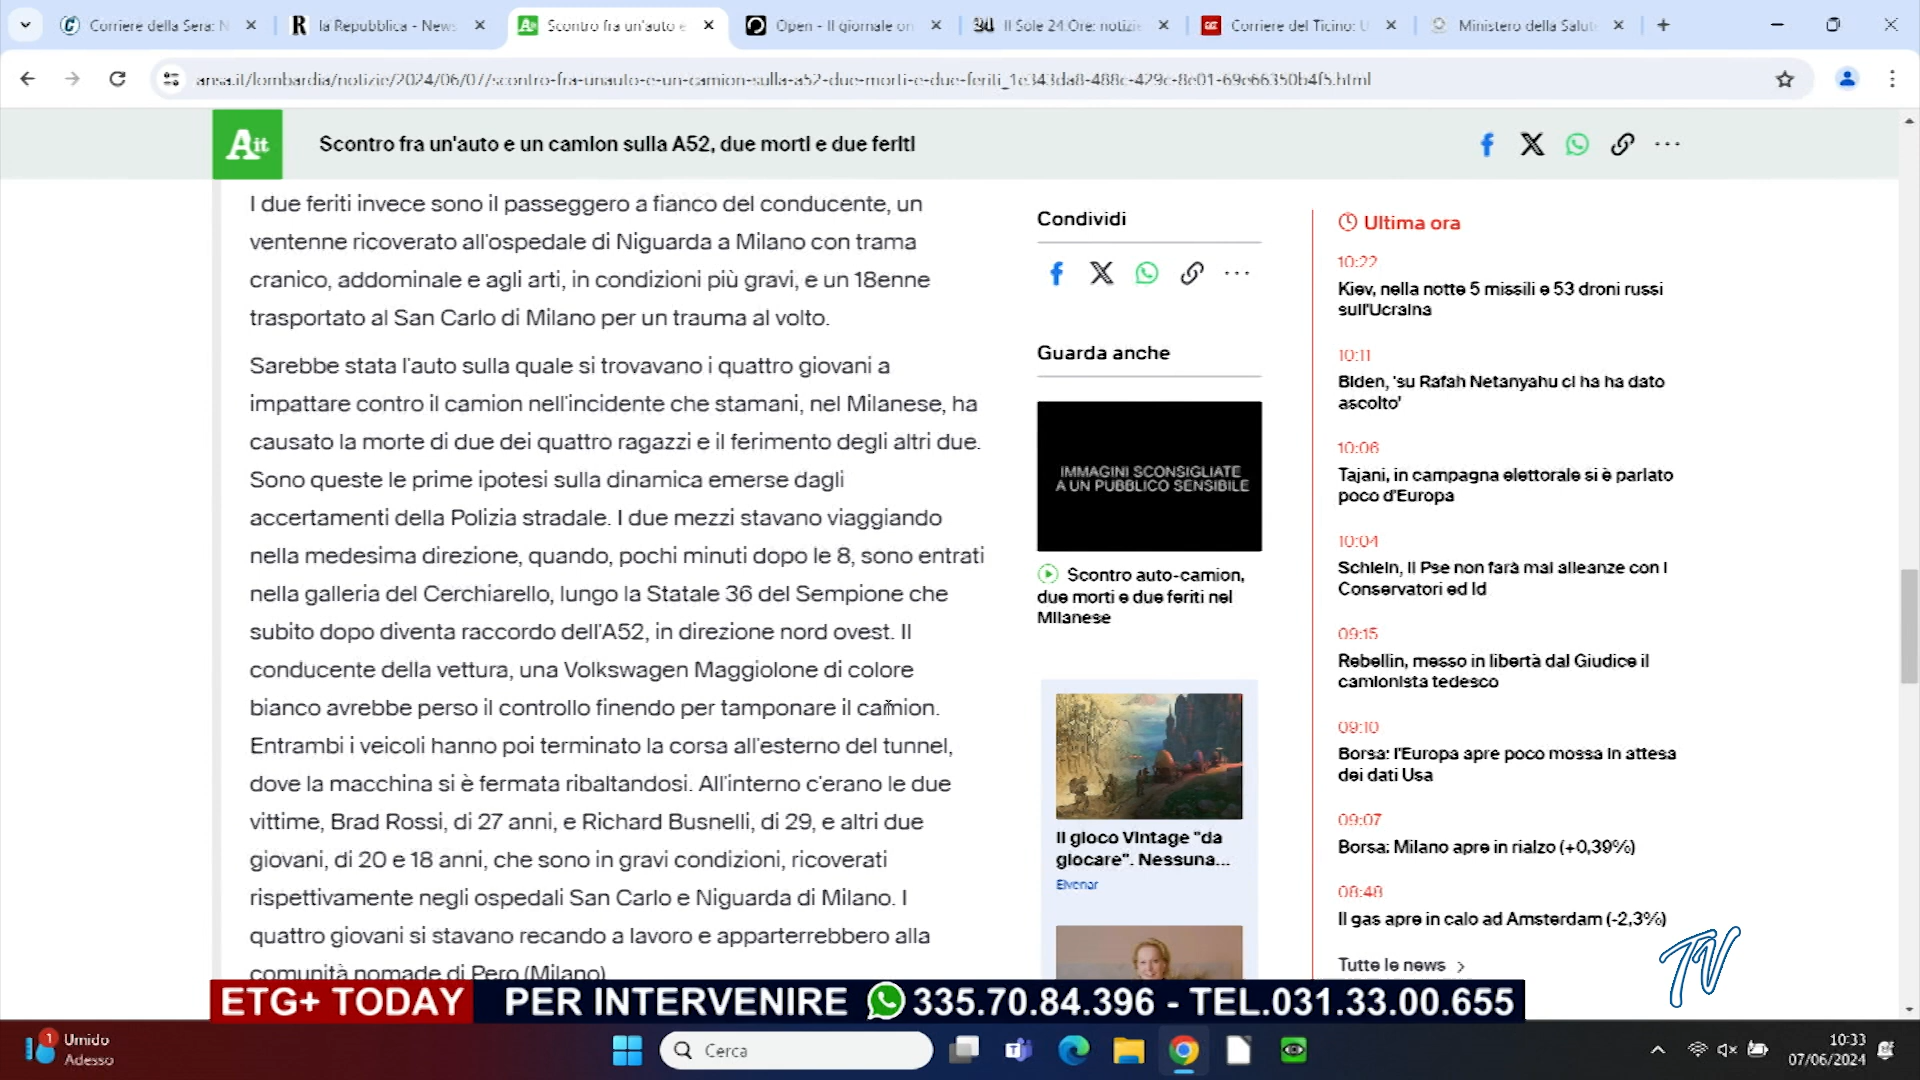 Corriere della Sera: N
la Repubblica - News
Scontro fra un'auto e
Open - Il giornale on
Il Sole 24 Ore: notizie
Corriere del Ticino: U
Ministero della Salute
ansa.it/lombardia/notizie/2024/06/07/scontro-fra-unauto-e-un-camion-sulla-a52-due-morti-e-due-feriti_1e343da8-488c-429c-8e01-69e66350b4f5.html
Ait
Scontro fra un'auto e un camion sulla A52, due morti e due feriti
I due feriti invece sono il passeggero a fianco del conducente, un
ventenne ricoverato all'ospedale di Niguarda a Milano con trama
cranico, addominale e agli arti, in condizioni più gravi, e un 18enne
trasportato al San Carlo di Milano per un trauma al volto.
Sarebbe stata l'auto sulla quale si trovavano i quattro giovani a
impattare contro il camion nell'incidente che stamani, nel Milanese, ha
causato la morte di due dei quattro ragazzi e il ferimento degli altri due.
Sono queste le prime ipotesi sulla dinamica emerse dagli
accertamenti della Polizia stradale. I due mezzi stavano viaggiando
nella medesima direzione, quando, pochi minuti dopo le 8, sono entrati
nella galleria del Cerchiarello, lungo la Statale 36 del Sempione che
subito dopo diventa raccordo dell'A52, in direzione nord ovest. Il
conducente della vettura, una Volkswagen Maggiolone di colore
bianco avrebbe perso il controllo finendo per tamponare il camion.
Entrambi i veicoli hanno poi terminato la corsa all'esterno del tunnel,
dove la macchina si è fermata ribaltandosi. All'interno c'erano le due
vittime, Brad Rossi, di 27 anni, e Richard Busnelli, di 29, e altri due
giovani, di 20 e 18 anni, che sono in gravi condizioni, ricoverati
rispettivamente negli ospedali San Carlo e Niguarda di Milano. I
quattro giovani si stavano recando a lavoro e apparterrebbero alla
comunità nomade di Pero (Milano)
Condividi
Guarda anche
IMMAGINI SCONSIGLIATE
A UN PUBBLICO SENSIBILE
Scontro auto-camion,
due morti e due feriti nel
Milanese
Il gioco Vintage "da
giocare". Nessuna...
Elvenar
Ultima ora
10:22
Kiev, nella notte 5 missili e 53 droni russi
sull'Ucraina
10:11
Biden, 'su Rafah Netanyahu ci ha ha dato
ascolto'
10:06
Tajani, in campagna elettorale si è parlato
poco d'Europa
10:04
Schlein, il Pse non farà mai alleanze con i
Conservatori ed Id
09:15
Rebellin, messo in libertà dal Giudice il
camionista tedesco
09:10
Borsa: l'Europa apre poco mossa in attesa
dei dati Usa
09:07
Borsa: Milano apre in rialzo (+0,39%)
08:48
Il gas apre in calo ad Amsterdam (-2,3%)
Tutte le news
TV
ETG+ TODAY PER INTERVENIRE 335.70.84.396 - TEL.031.33.00.655
1
Umido
Adesso
Cerca
10:33
07/06/2024